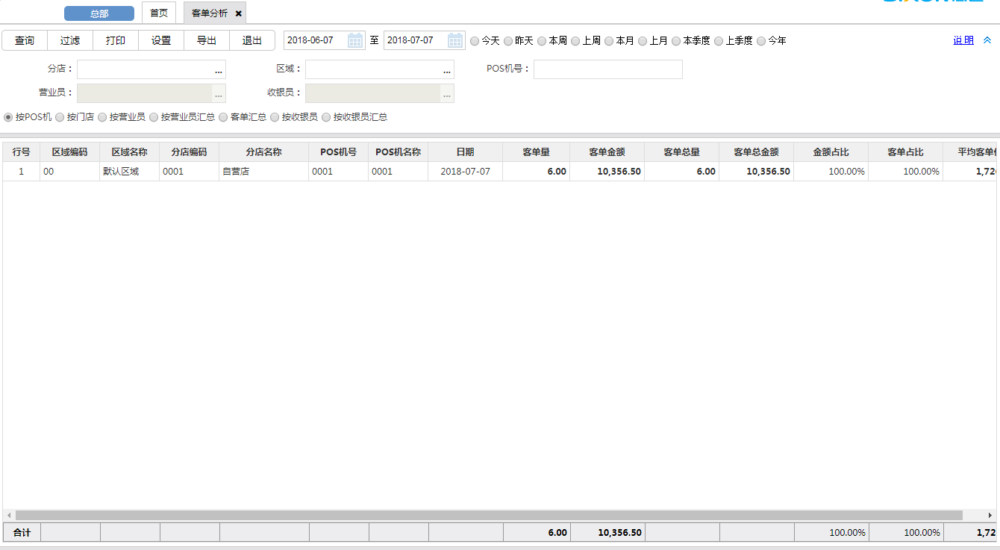 总部 首页 客单分析 ✖
查询 过滤 打印 设置 导出 退出 2018-06-07 至 2018-07-07 今天 昨天 本周 上周 本月 上月 本季度 上季度 今年 说明
分店： ... 区域： ... POS机号：
营业员： ... 收银员： ...
按POS机 按门店 按营业员 按营业员汇总 客单汇总 按收银员 按收银员汇总
行号 区域编码 区域名称 分店编码 分店名称 POS机号 POS机名称 日期 客单量 客单金额 客单总量 客单总金额 金额占比 客单占比 平均客单
1 00 默认区域 0001 自营店 0001 0001 2018-07-07 6.00 10,356.50 6.00 10,356.50 100.00% 100.00% 1,72
合计 6.00 10,356.50 100.00% 100.00% 1,72